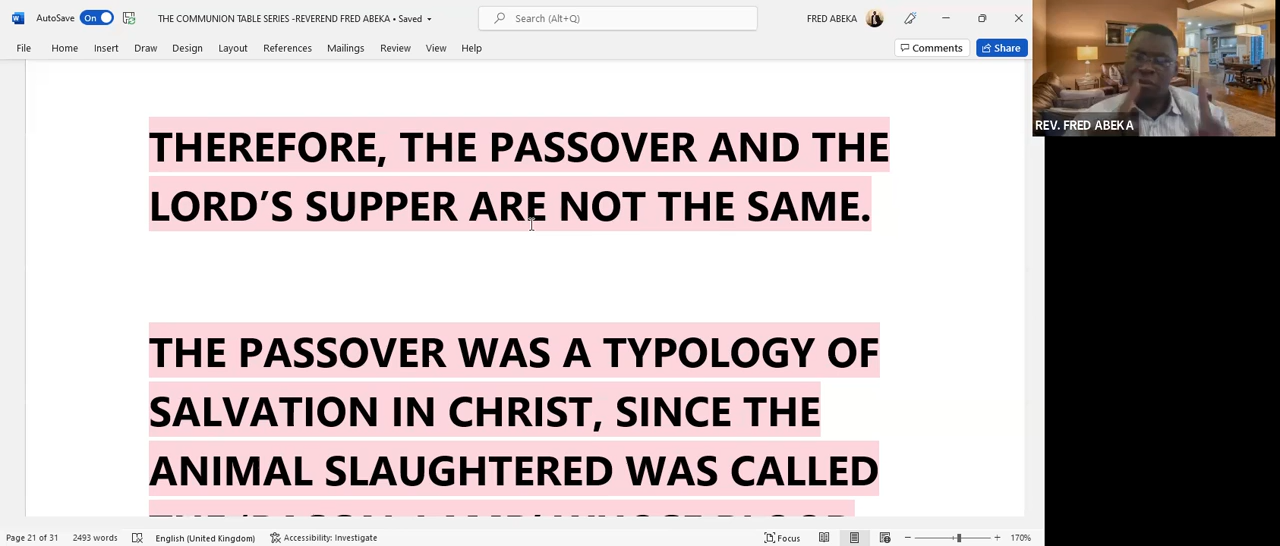 AutoSave On THE COMMUNION TABLE SERIES -REVEREND FRED ABEKA • Saved Search (Alt+Q) FRED ABEKA
File Home Insert Draw Design Layout References Mailings Review View Help Comments Share
REV. FRED ABEKA
THEREFORE, THE PASSOVER AND THE
LORD’S SUPPER ARE NOT THE SAME.
THE PASSOVER WAS A TYPOLOGY OF
SALVATION IN CHRIST, SINCE THE
ANIMAL SLAUGHTERED WAS CALLED
Page 21 of 31 2493 words English (United Kingdom) Accessibility: Investigate Focus 170%